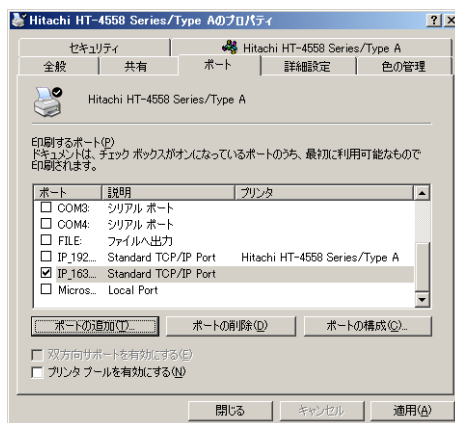 Hitachi HT-4558 Series/Type Aのプロパティ
セキュリティ
Hitachi HT-4558 Series/Type A
全般
共有
ポート
詳細設定
色の管理
Hitachi HT-4558 Series/Type A
印刷するポート(P)
ドキュメントは、チェック ボックスがオンになっているポートのうち、最初に利用可能なもので
印刷されます。
ポート 説明 プリンタ
COM3: シリアル ポート
COM4: シリアル ポート
FILE: ファイルへ出力
IP_192... Standard TCP/IP Port Hitachi HT-4558 Series/Type A
IP_163... Standard TCP/IP Port
Micros... Local Port
ポートの追加(T)... ポートの削除(D) ポートの構成(C)...
双方向サポートを有効にする(E)
プリンタ プールを有効にする(N)
閉じる キャンセル 適用(A)